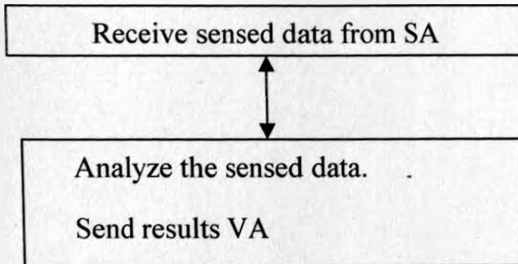 Receive sensed data from SA
Analyze the sensed data.
Send results VA